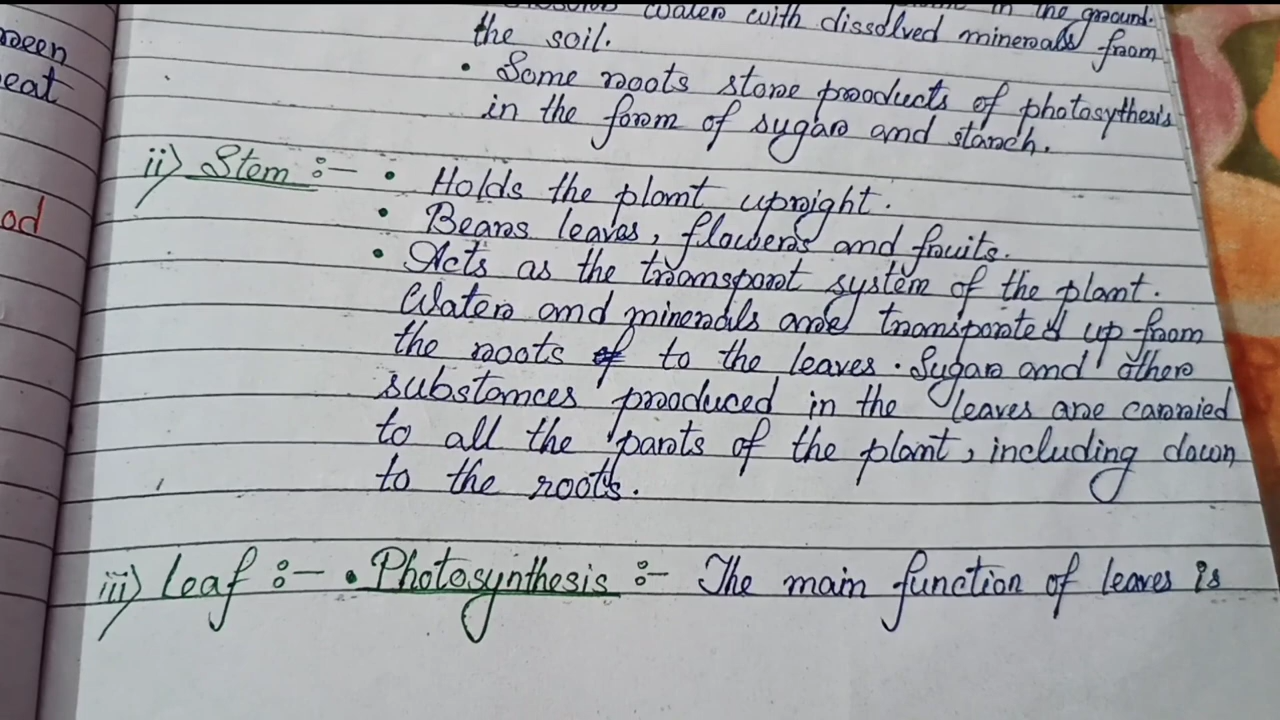 water with dissolved minerals from
in the ground.
the soil.
• Some roots store products of photosythesis
in the form of sugar and starch.
ii) Stem :- • Holds the plant upright.
• Bears leaves, flowers and fruits.
• Acts as the transport system of the plant.
Water and minerals are transported up from
the roots to the leaves. Sugar and other
substances produced in the leaves are carried
to all the parts of the plant, including down
to the roots.
iii) Leaf :- • Photosynthesis :- The main function of leaves is
eat
od